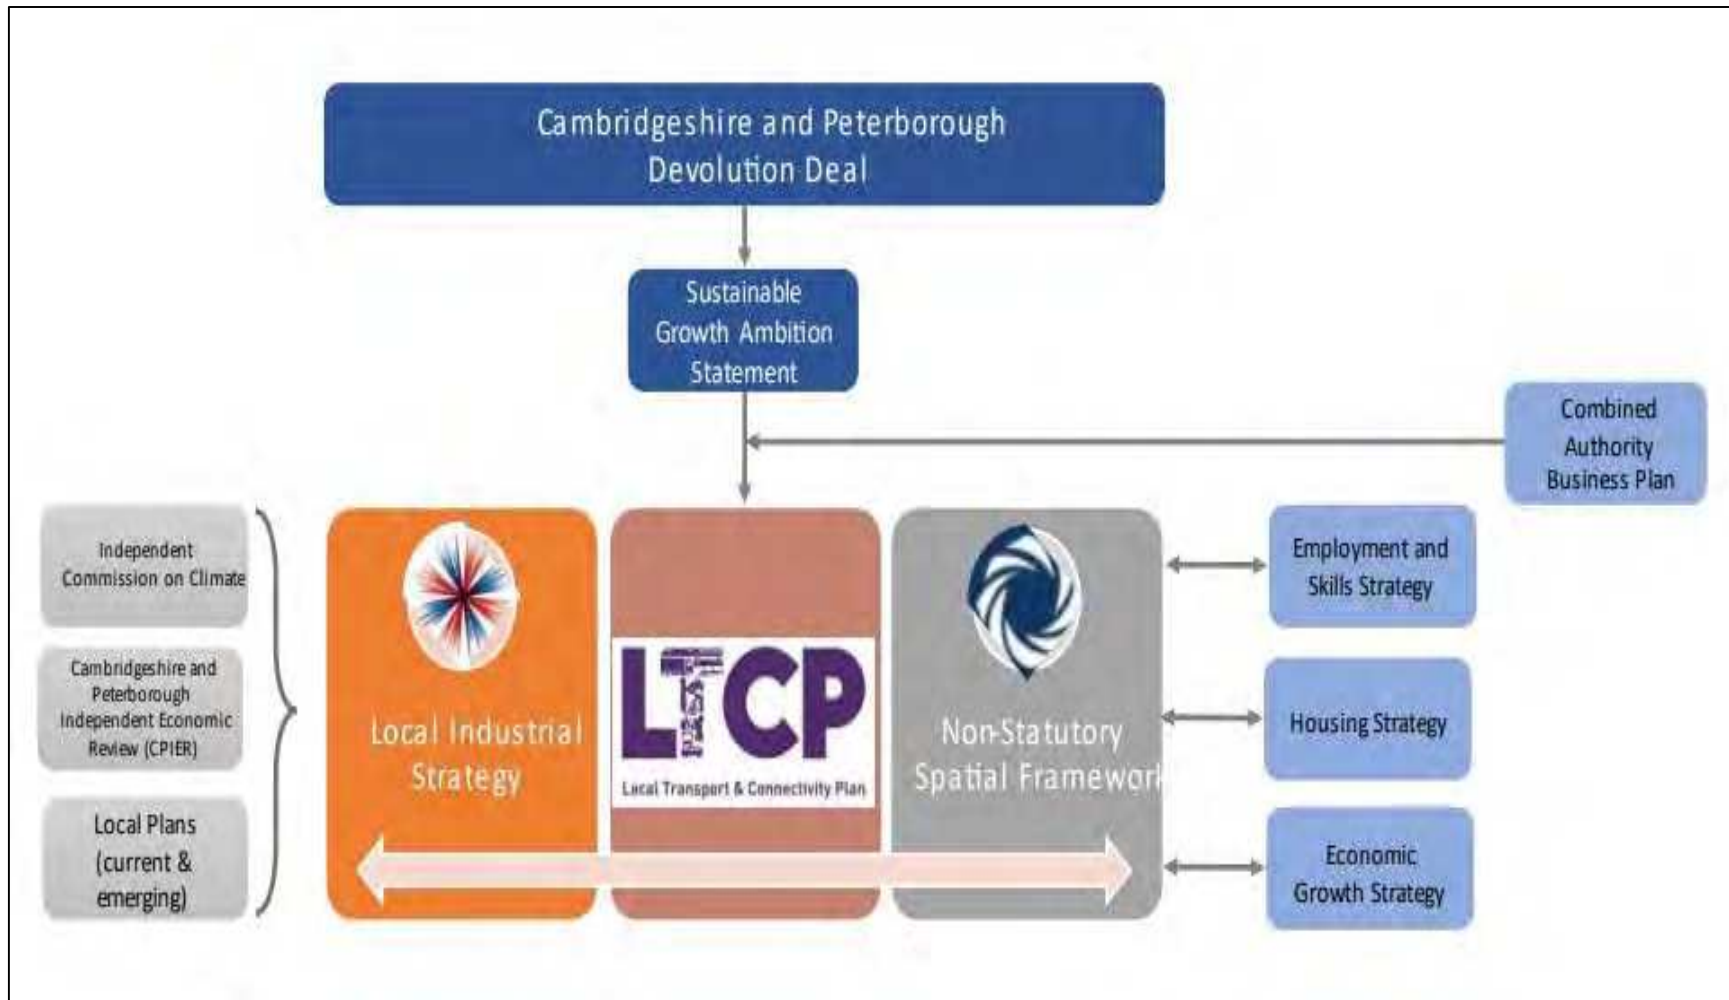 Cambridgeshire and Peterborough
Devolution Deal
Sustainable
Growth Ambition
Statement
Combined
Authority
Business Plan
Independent
Commission on Climate
Cambridgeshire and
Peterborough
Independent Economic
Review (CPIER)
Local Plans
(current &
emerging)
Local Industrial
Strategy
LTCP
Local Transport & Connectivity Plan
Non-Statutory
Spatial Framework
Employment and
Skills Strategy
Housing Strategy
Economic
Growth Strategy